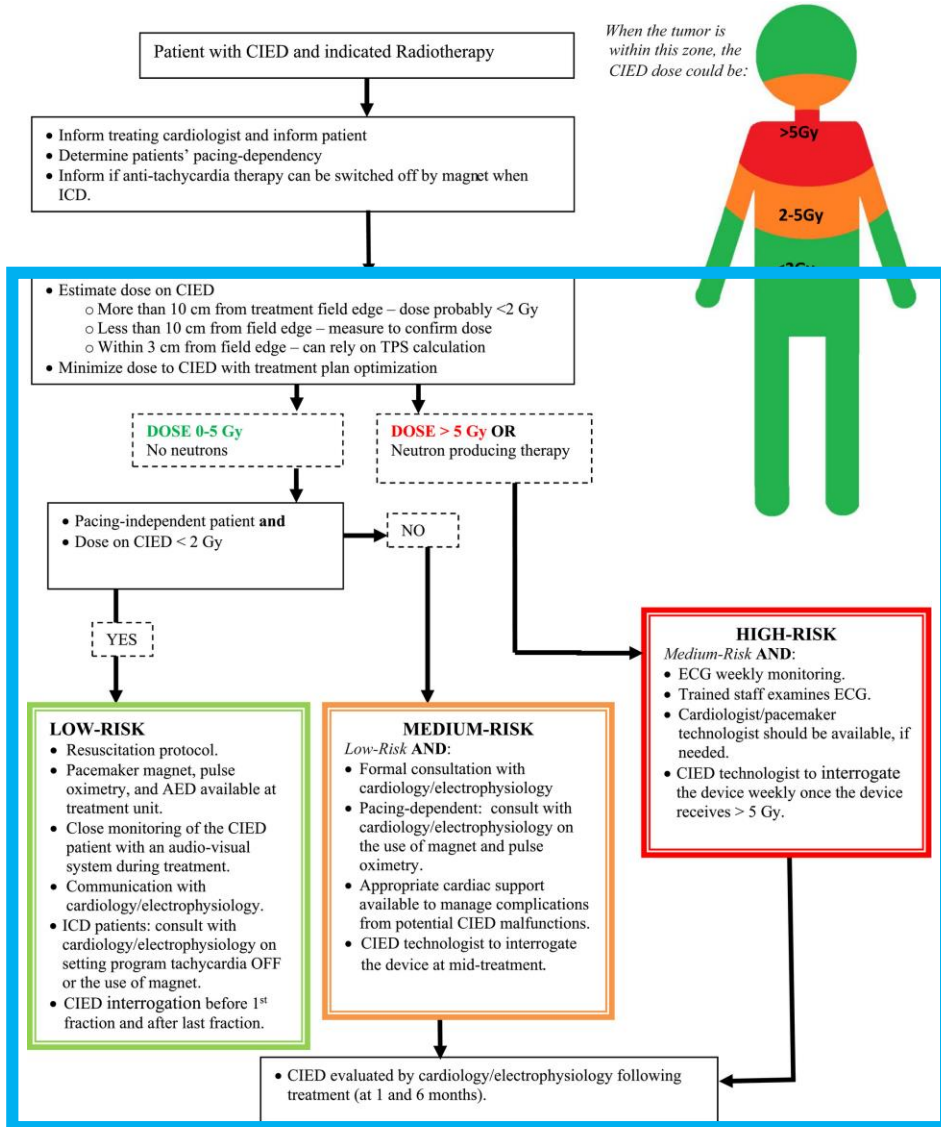 Patient with CIED and indicated Radiotherapy
When the tumor is
within this zone, the
CIED dose could be:
• Inform treating cardiologist and inform patient
• Determine patients' pacing-dependency
• Inform if anti-tachycardia therapy can be switched off by magnet when
ICD.
>5Gy
2-5Gy
• Estimate dose on CIED
o More than 10 cm from treatment field edge – dose probably <2 Gy
o Less than 10 cm from field edge – measure to confirm dose
o Within 3 cm from field edge – can rely on TPS calculation
• Minimize dose to CIED with treatment plan optimization
DOSE 0-5 Gy
No neutrons
DOSE > 5 Gy OR
Neutron producing therapy
• Pacing-independent patient and
• Dose on CIED < 2 Gy
NO
YES
LOW-RISK
• Resuscitation protocol.
• Pacemaker magnet, pulse
oximetry, and AED available at
treatment unit.
• Close monitoring of the CIED
patient with an audio-visual
system during treatment.
• Communication with
cardiology/electrophysiology.
• ICD patients: consult with
cardiology/electrophysiology on
setting program tachycardia OFF
or the use of magnet.
• CIED interrogation before 1st
fraction and after last fraction.
MEDIUM-RISK
Low-Risk AND:
• Formal consultation with
cardiology/electrophysiology
• Pacing-dependent: consult with
cardiology/electrophysiology on
the use of magnet and pulse
oximetry.
• Appropriate cardiac support
available to manage complications
from potential CIED malfunctions.
• CIED technologist to interrogate
the device at mid-treatment.
HIGH-RISK
Medium-Risk AND:
• ECG weekly monitoring.
• Trained staff examines ECG.
• Cardiologist/pacemaker
technologist should be available, if
needed.
• CIED technologist to interrogate
the device weekly once the device
receives > 5 Gy.
• CIED evaluated by cardiology/electrophysiology following
treatment (at 1 and 6 months).